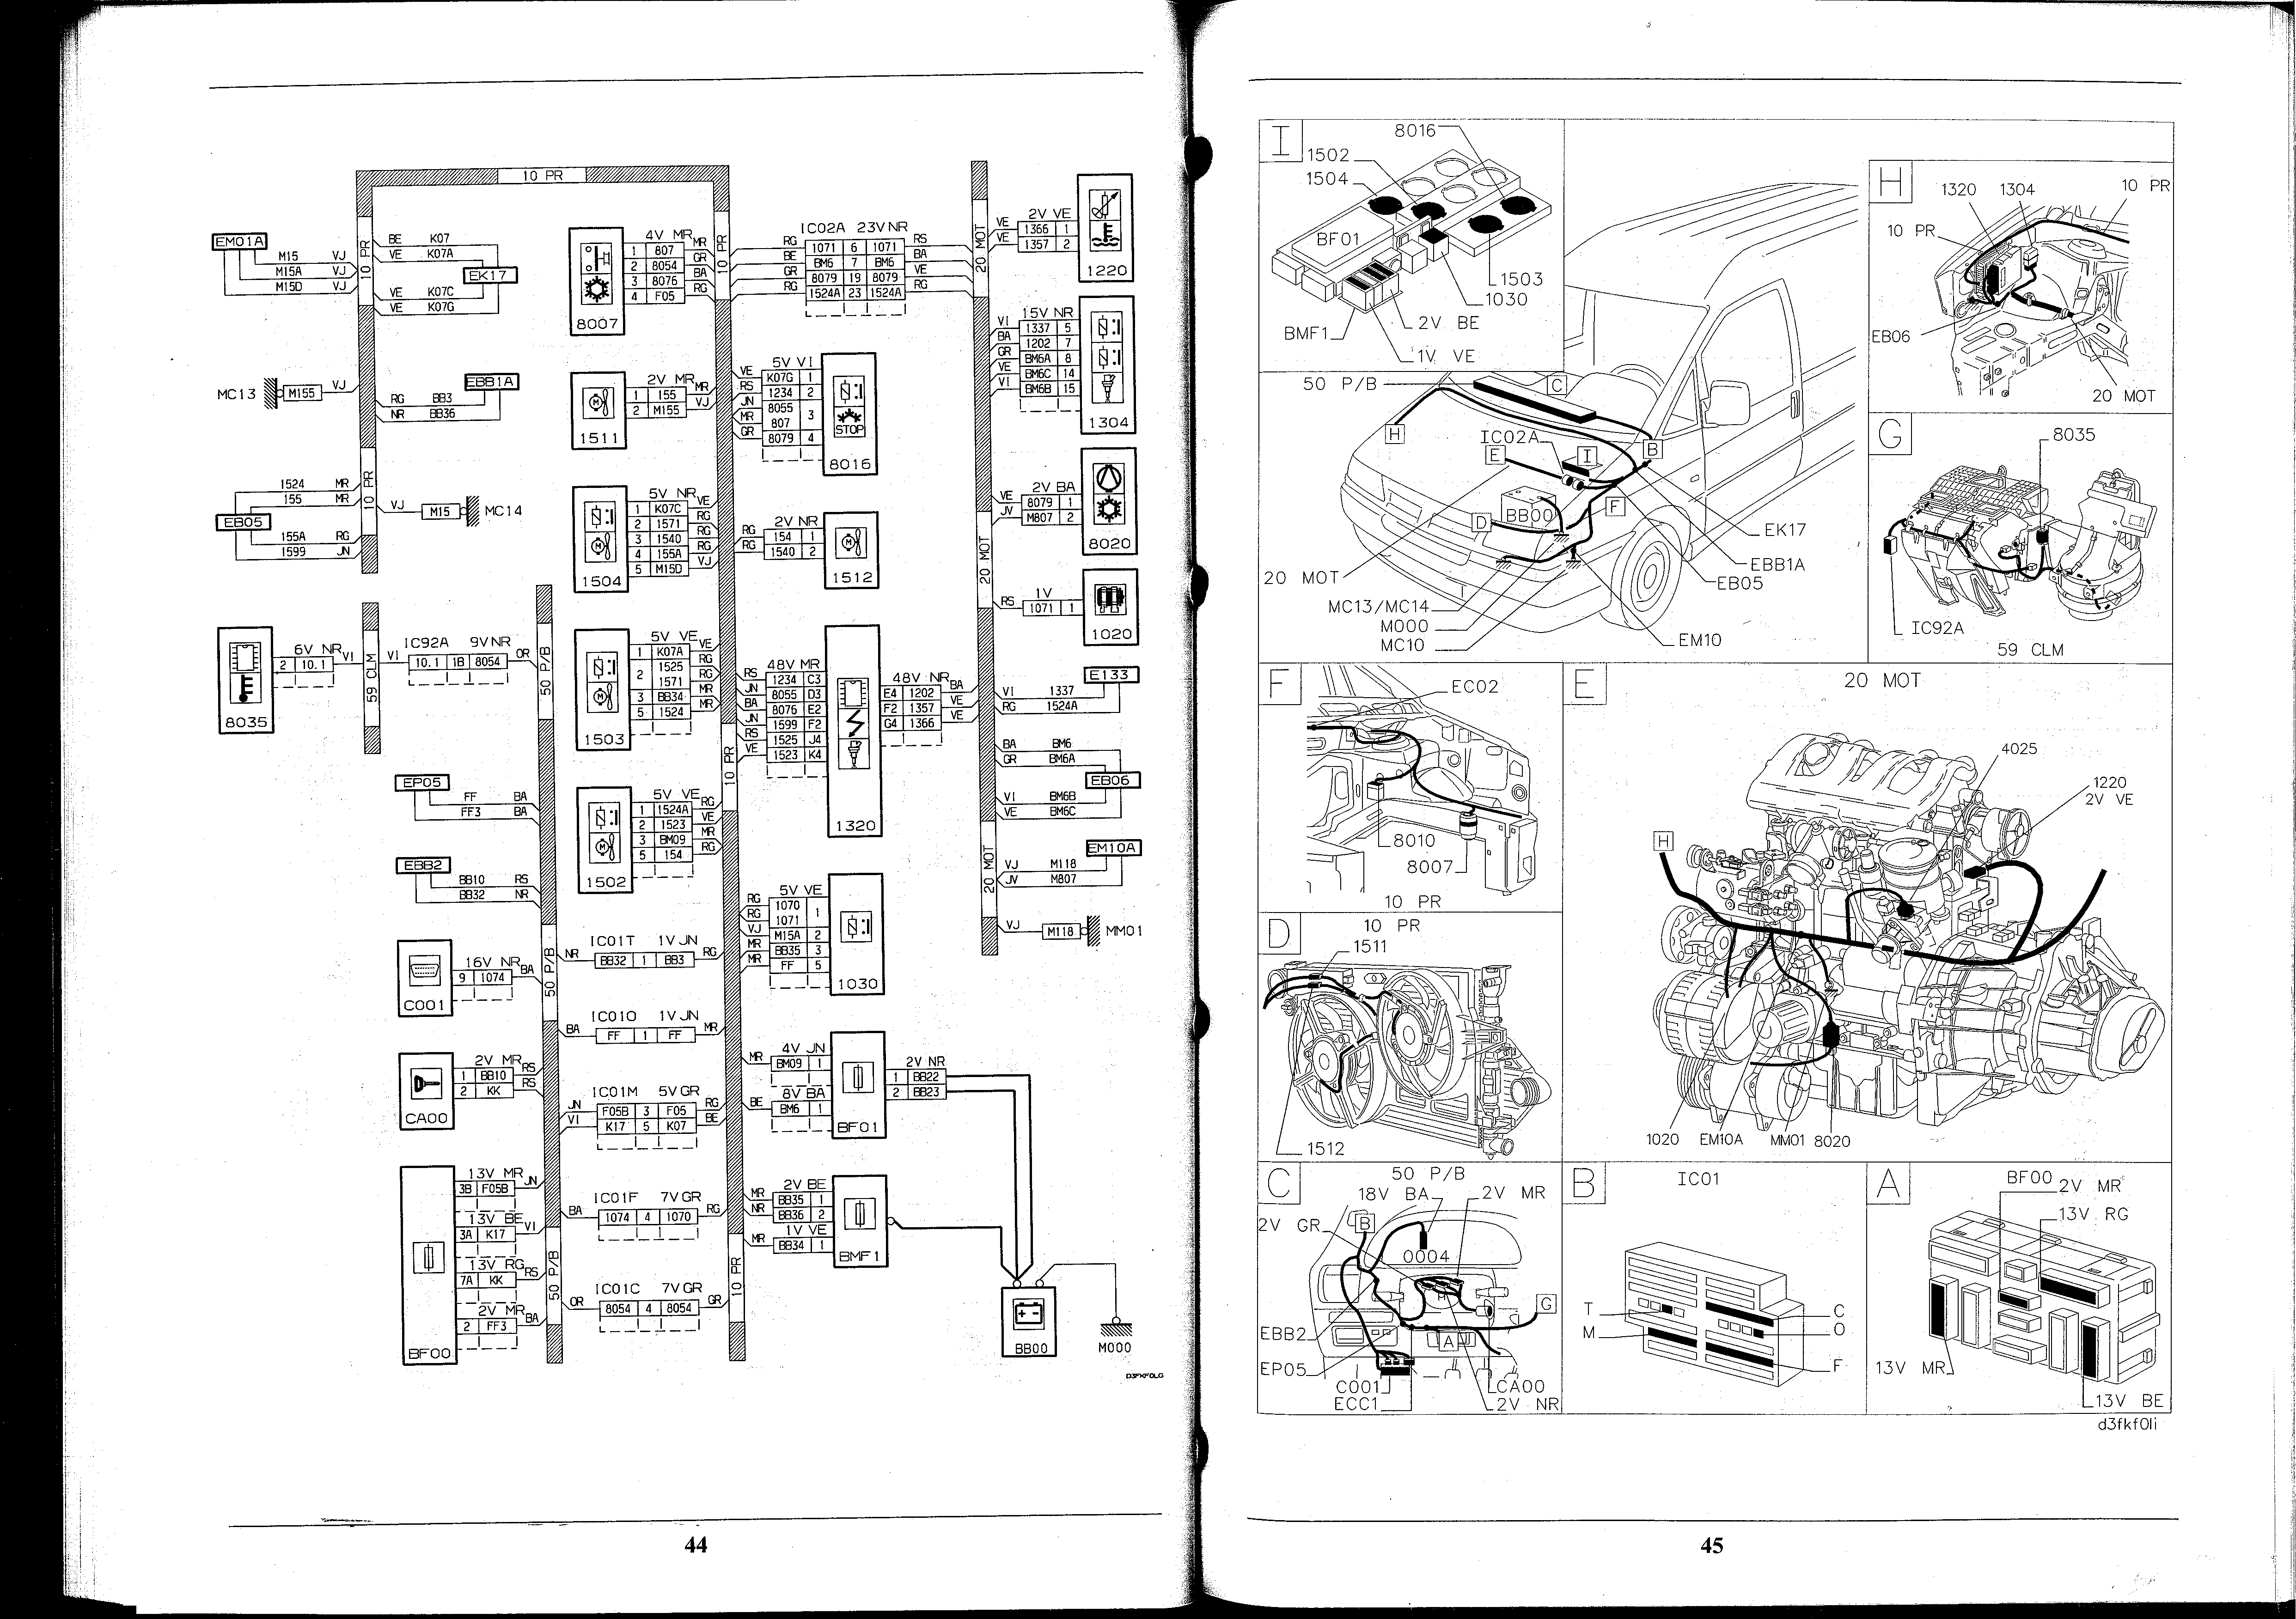 10 PR
EM01A
M15 VJ
M15A VJ
M15D VJ
10 PR
BE K07
VE K07A
EK17
VE K07C
VE K07G
MC13
M155
VJ
EBB1A
RG BB3
NR BB36
1524 MR
155 MR
EB05
155A RG
1599 JN
10 PR
VJ
M15
MC14
8035
6V NR
2 10.1 VI
59 CLM
IC92A 9V NR
VI 10.1 1B 8054 OR
50 P/B
EP05
FF BA
FF3 BA
EBB2
BB10 RS
BB32 NR
C001
16V NR
9 1074 BA
50 P/B
CA00
2V MR
1 BB10 RS
2 KK RS
BF00
13V MR
3B F05B JN
13V BE
3A K17 VI
13V RG
7A KK RS
2V MR
2 FF3 BA
50 P/B
8007
4V MR
1 807 MR
2 8054 GR
3 8076 BA
4 F05 RG
10 PR
1511
2V MR
1 155 MR
2 M155 VJ
1504
5V NR
1 K07C VE
2 1571 RG
3 1540 RG
4 155A RG
5 M15D VJ
1503
5V VE
1 K07A VE
2 1525 RG
1571 RG
3 BB34 MR
5 1524 MR
1502
5V VE
1 1524A RG
2 1523 VE
3 BM09 MR
5 154 RG
10 PR
IC01T 1V JN
NR BB32 1 BB3 RG
IC01O 1V JN
BA FF 1 FF MR
IC01M 5V GR
JN F05B 3 F05 RG
VI K17 5 K07 BE
IC01F 7V GR
BA 1074 4 1070 RG
IC01C 7V GR
OR 8054 4 8054 GR
10 PR
IC02A 23V NR
RG 1071 6 1071 RS
BE BM6 7 BM6 BA
GR 8079 19 8079 VE
RG 1524A 23 1524A RG
5V VI
VE K07G 1
RS 1234 2
JN 8055 3
MR 807
GR 8079 4
STOP
8016
2V NR
RG 154 1
RG 1540 2
1512
48V MR
RS 1234 C3
JN 8055 D3
BA 8076 E2
JN 1599 F2
RS 1525 J4
VE 1523 K4
1320
48V NR
E4 1202 BA
F2 1357 VE
G4 1366 VE
5V VE
RG 1070 1
RG 1071
VJ M15A 2
MR BB35 3
MR FF 5
1030
4V JN
MR BM09 1
8V BA
BE BM6 1
BF01
2V NR
1 BB22
2 BB23
2V BE
MR BB35 1
NR BB36 2
1V VE
MR BB34 1
BMF1
BB00
M000
20 MOT
2V VE
VE 1366 1
VE 1357 2
1220
15V NR
VI 1337 5
BA 1202 7
GR BM6A 8
VE BM6C 14
VI BM6B 15
1304
20 MOT
2V BA
VE 8079 1
JV M807 2
8020
1V
RS 1071 1
1020
E133
VI 1337
RG 1524A
BA BM6
GR BM6A
EB06
VI BM6B
VE BM6C
20 MOT
EM10A
VJ M118
JV M807
VJ M118
MM01
D3FKF0LG
44
I
8016
1502
1504
BF01
1503
1030
2V BE
BMF1
1V VE
50 P/B
C
H
IC02A
E
I
B
BB00
F
D
EK17
EBB1A
EB05
20 MOT
MC13/MC14
M000
MC10
EM10
H
1320
1304
10 PR
10 PR
EB06
20 MOT
G
8035
IC92A
59 CLM
F
EC02
8010
8007
10 PR
E
20 MOT
4025
1220
2V VE
H
1020
EM10A
MM01
8020
D
10 PR
1511
1512
C
50 P/B
18V BA
2V MR
2V GR
B
0004
G
EBB2
A
EP05
C001
CA00
ECC1
2V NR
B
IC01
T
M
C
O
F
A
BF00
2V MR
13V RG
13V MR
13V BE
d3fkf0li
45